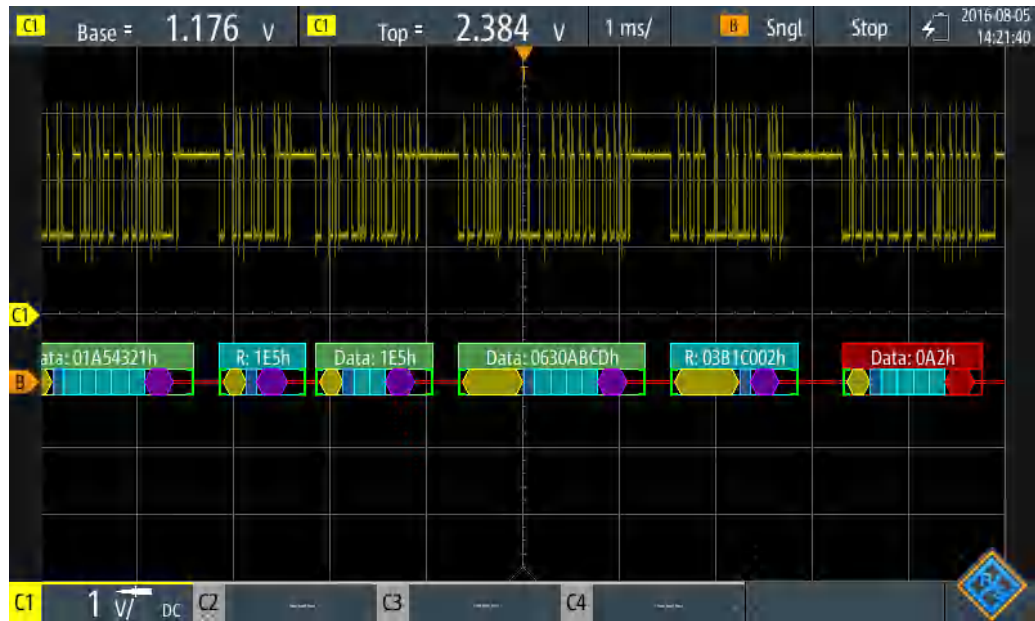 C1 Base = 1.176 V C1 Top = 2.384 V 1 ms/ B Sngl Stop 2016-08-05
14:21:40
T
C1
ata: 01A54321h R: 1E5h Data: 1E5h Data: 0630ABCDh R: 03B1C002h Data: 0A2h
B
C1 1 V/ DC C2 C3 C4